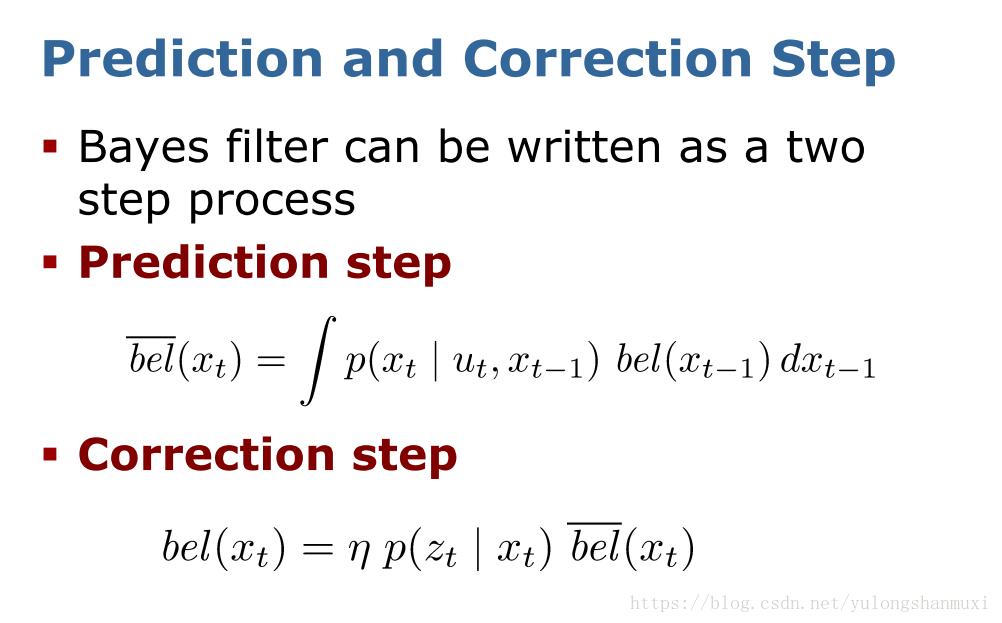 Prediction and Correction Step
▪ Bayes filter can be written as a two
step process
▪ Prediction step
$\overline{bel}(x_t) = \int p(x_t \mid u_t, x_{t-1}) \; bel(x_{t-1}) \, dx_{t-1}$
▪ Correction step
$bel(x_t) = \eta \; p(z_t \mid x_t) \; \overline{bel}(x_t)$
https://blog.csdn.net/yulongshanmuxi